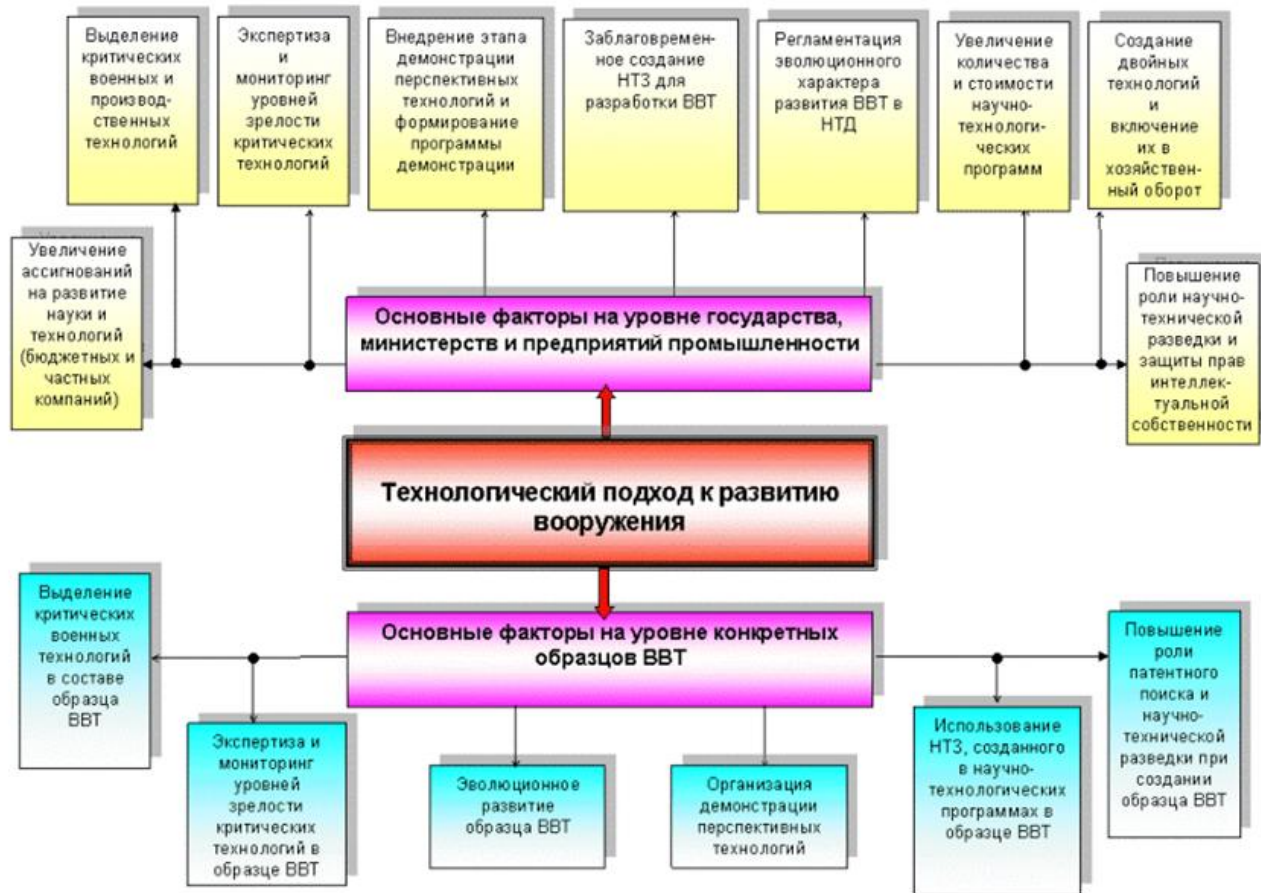 Выделение
критических
военных и
производ-
ственных
технологий
Экспертиза
и
мониторинг
уровней
зрелости
критических
технологий
Внедрение этапа
демонстрации
перспективных
технологий и
формирование
программы
демонстрации
Заблаговремен-
ное создание
НТЗ для
разработки ВВТ
Регламентация
эволюционного
характера
развития ВВТ в
НТД
Увеличение
количества
и стоимости
научно-
технологи-
ческих
программ
Создание
двойных
технологий
и
включение
их в
хозяйствен-
ный оборот
Увеличение
ассигнований
на развитие
науки и
технологий
(бюджетных и
частных
компаний)
Основные факторы на уровне государства,
министерств и предприятий промышленности
Повышение
роли научно-
технической
разведки и
защиты прав
интеллек-
туальной
собственности
Технологический подход к развитию
вооружения
Основные факторы на уровне конкретных
образцов ВВТ
Выделение
критических
военных
технологий
в составе
образца
ВВТ
Экспертиза и
мониторинг
уровней
зрелости
критических
технологий в
образце ВВТ
Эволюционное
развитие
образца ВВТ
Организация
демонстрации
перспективных
технологий
Использование
НТЗ, созданного
в научно-
технологических
программах в
образце ВВТ
Повышение
роли
патентного
поиска и
научно-
технической
разведки при
создании
образца ВВТ